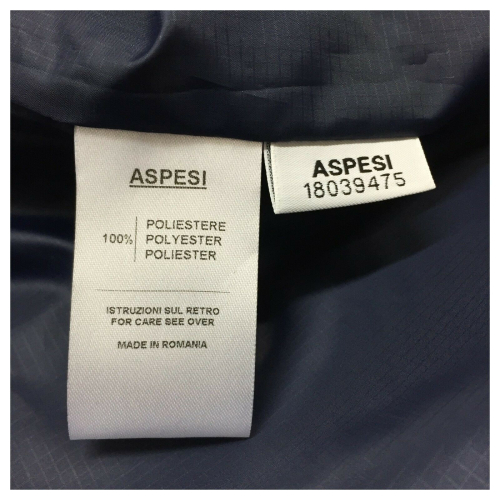 ASPESI
100% POLIESTERE
POLYESTER
POLIESTER
ISTRUZIONI SUL RETRO
FOR CARE SEE OVER
MADE IN ROMANIA
ASPESI
18039475